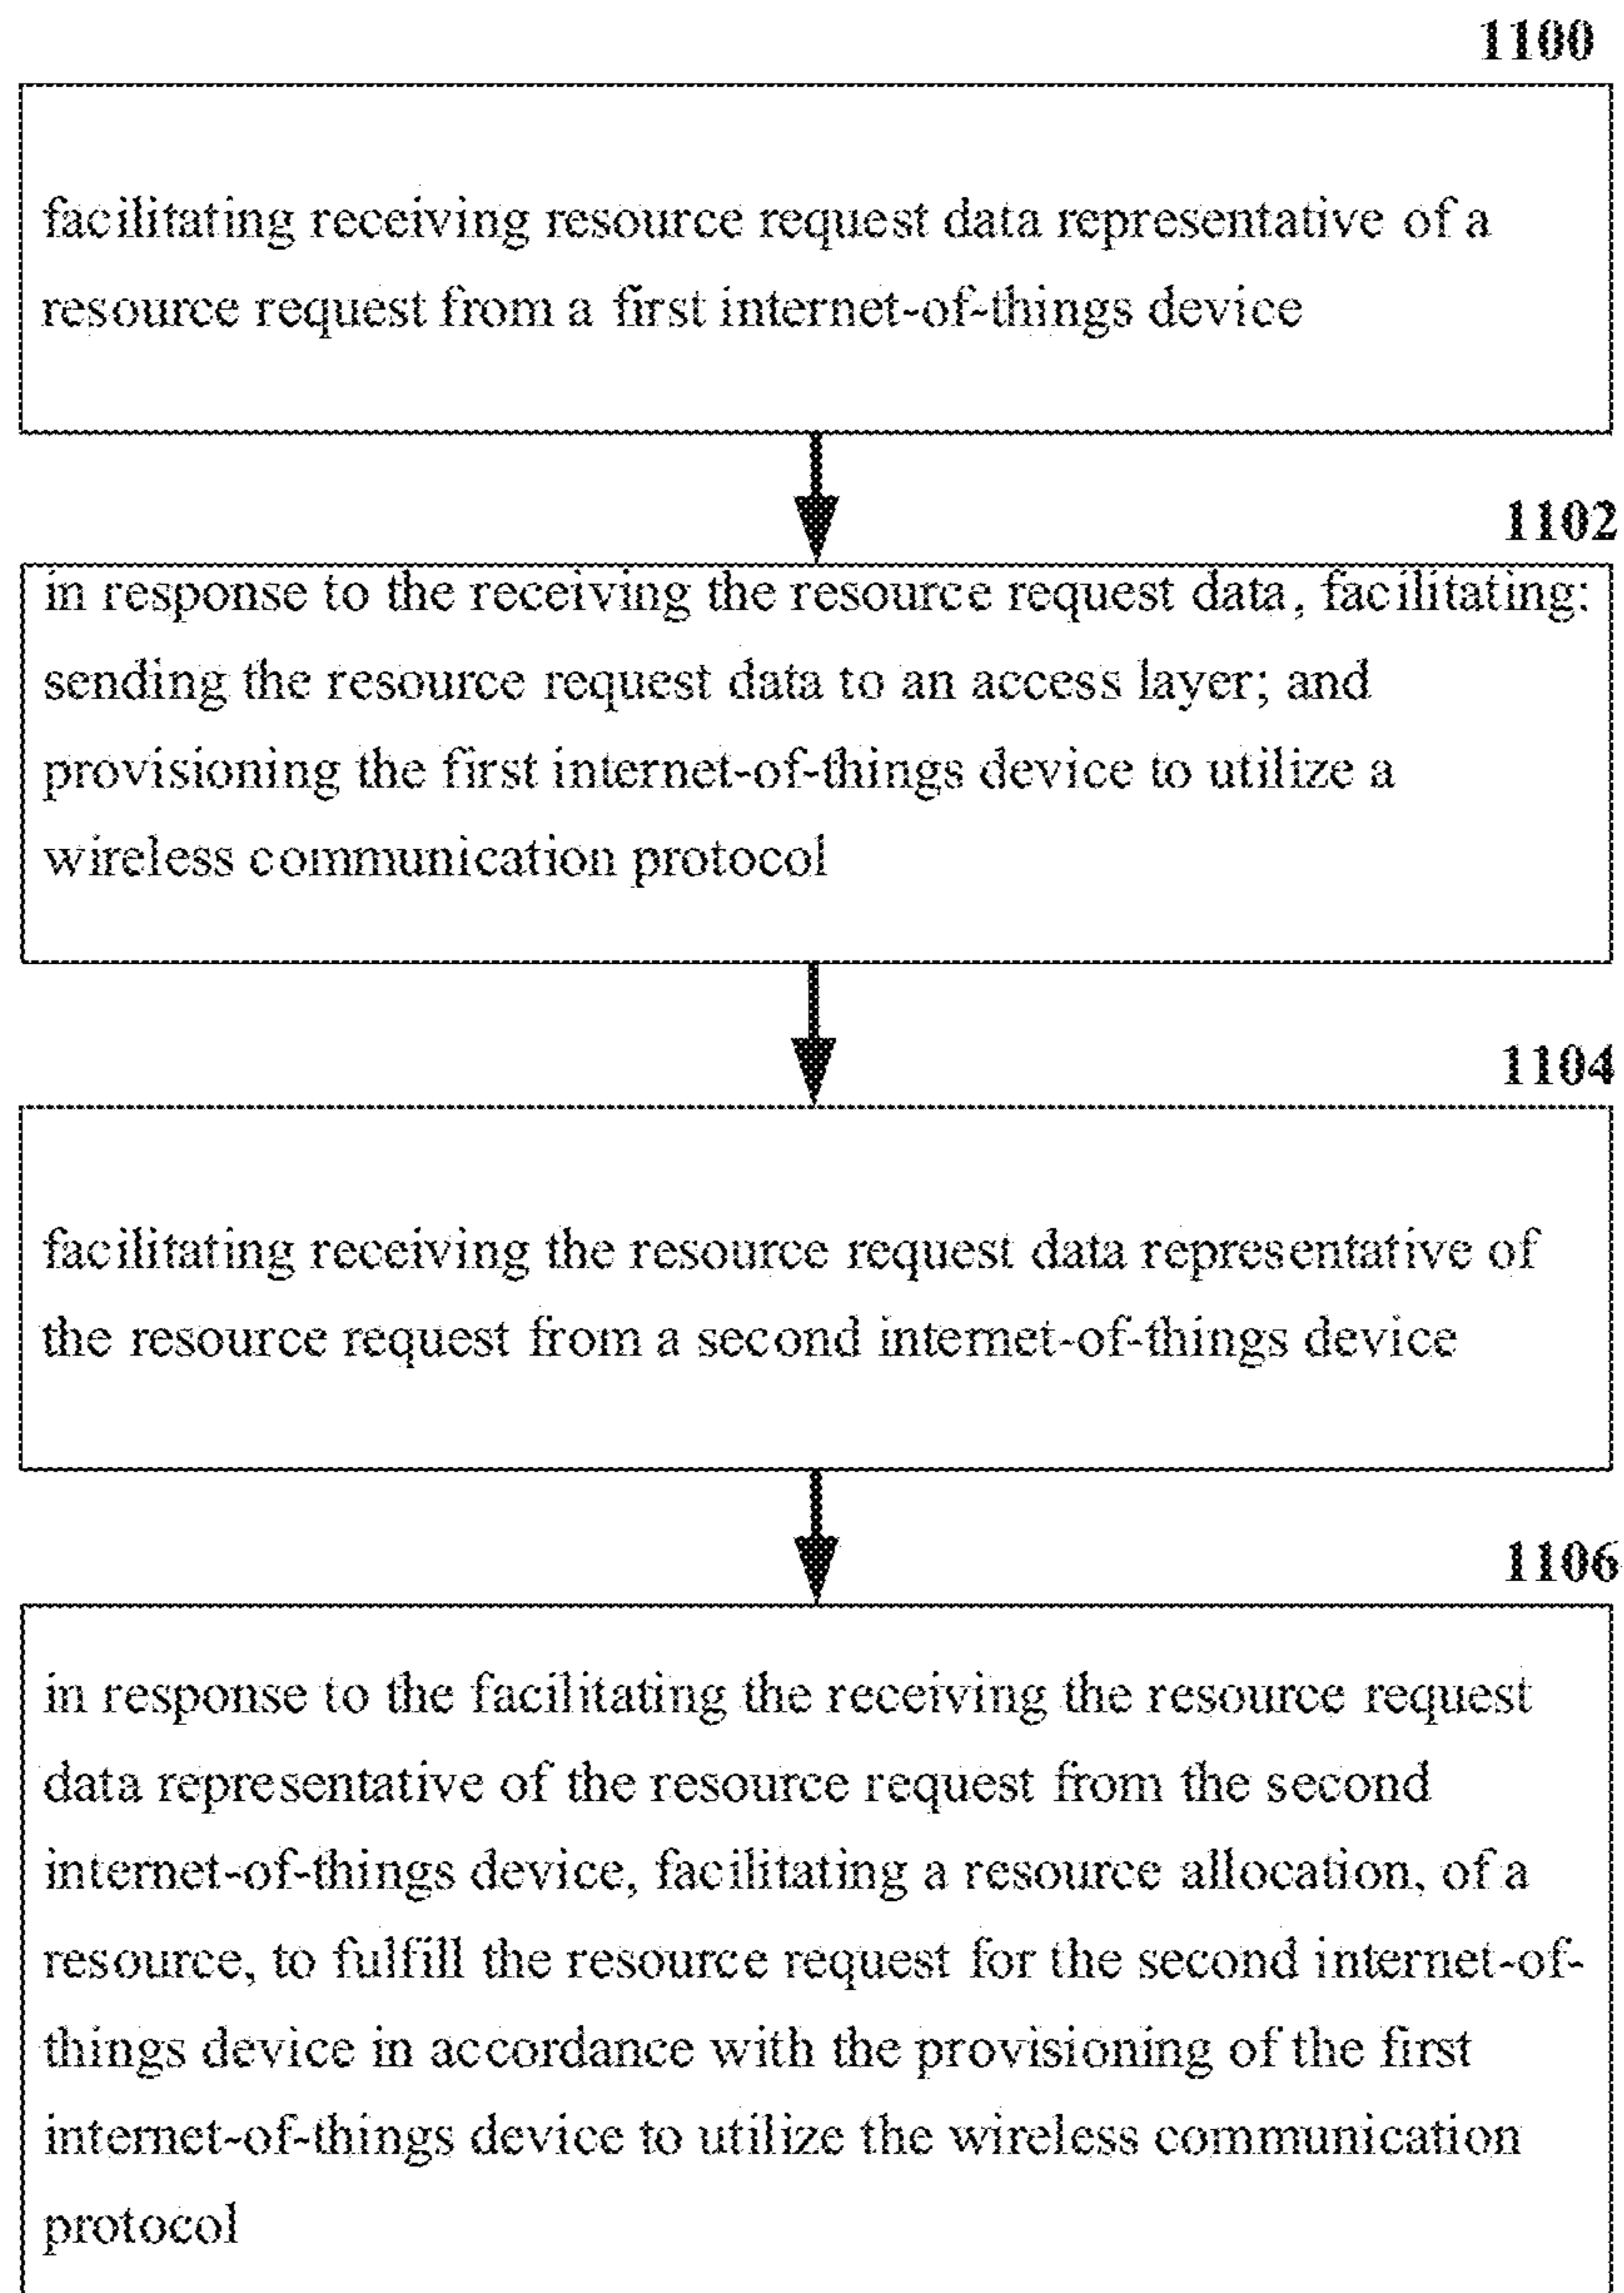 1100
facilitating receiving resource request data representative of a
resource request from a first internet-of-things device
1102
in response to the receiving the resource request data, facilitating:
sending the resource request data to an access layer; and
provisioning the first internet-of-things device to utilize a
wireless communication protocol
1104
facilitating receiving the resource request data representative of
the resource request from a second internet-of-things device
1106
in response to the facilitating the receiving the resource request
data representative of the resource request from the second
internet-of-things device, facilitating a resource allocation, of a
resource, to fulfill the resource request for the second internet-of-
things device in accordance with the provisioning of the first
internet-of-things device to utilize the wireless communication
protocol